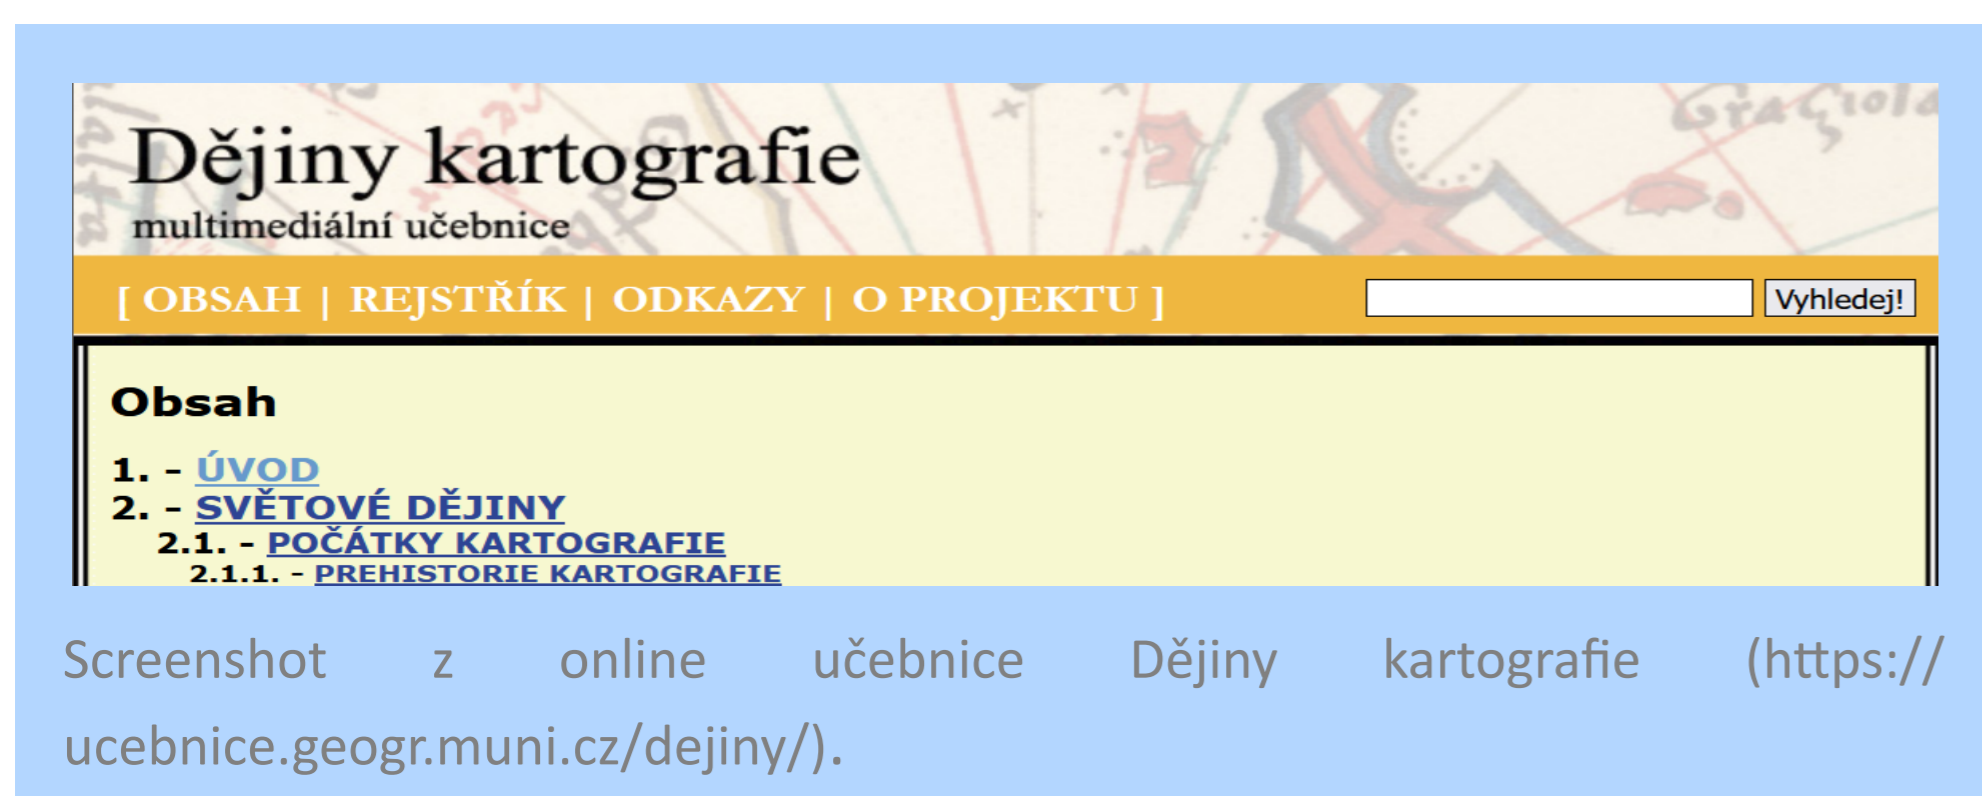 Dějiny kartografie
multimediální učebnice
[ OBSAH | REJSTŘÍK | ODKAZY | O PROJEKTU ]
Vyhledej!
Obsah
1. - ÚVOD
2. - SVĚTOVÉ DĚJINY
2.1. - POČÁTKY KARTOGRAFIE
2.1.1. - PREHISTORIE KARTOGRAFIE
Screenshot z online učebnice Dějiny kartografie (https://
ucebnice.geogr.muni.cz/dejiny/).